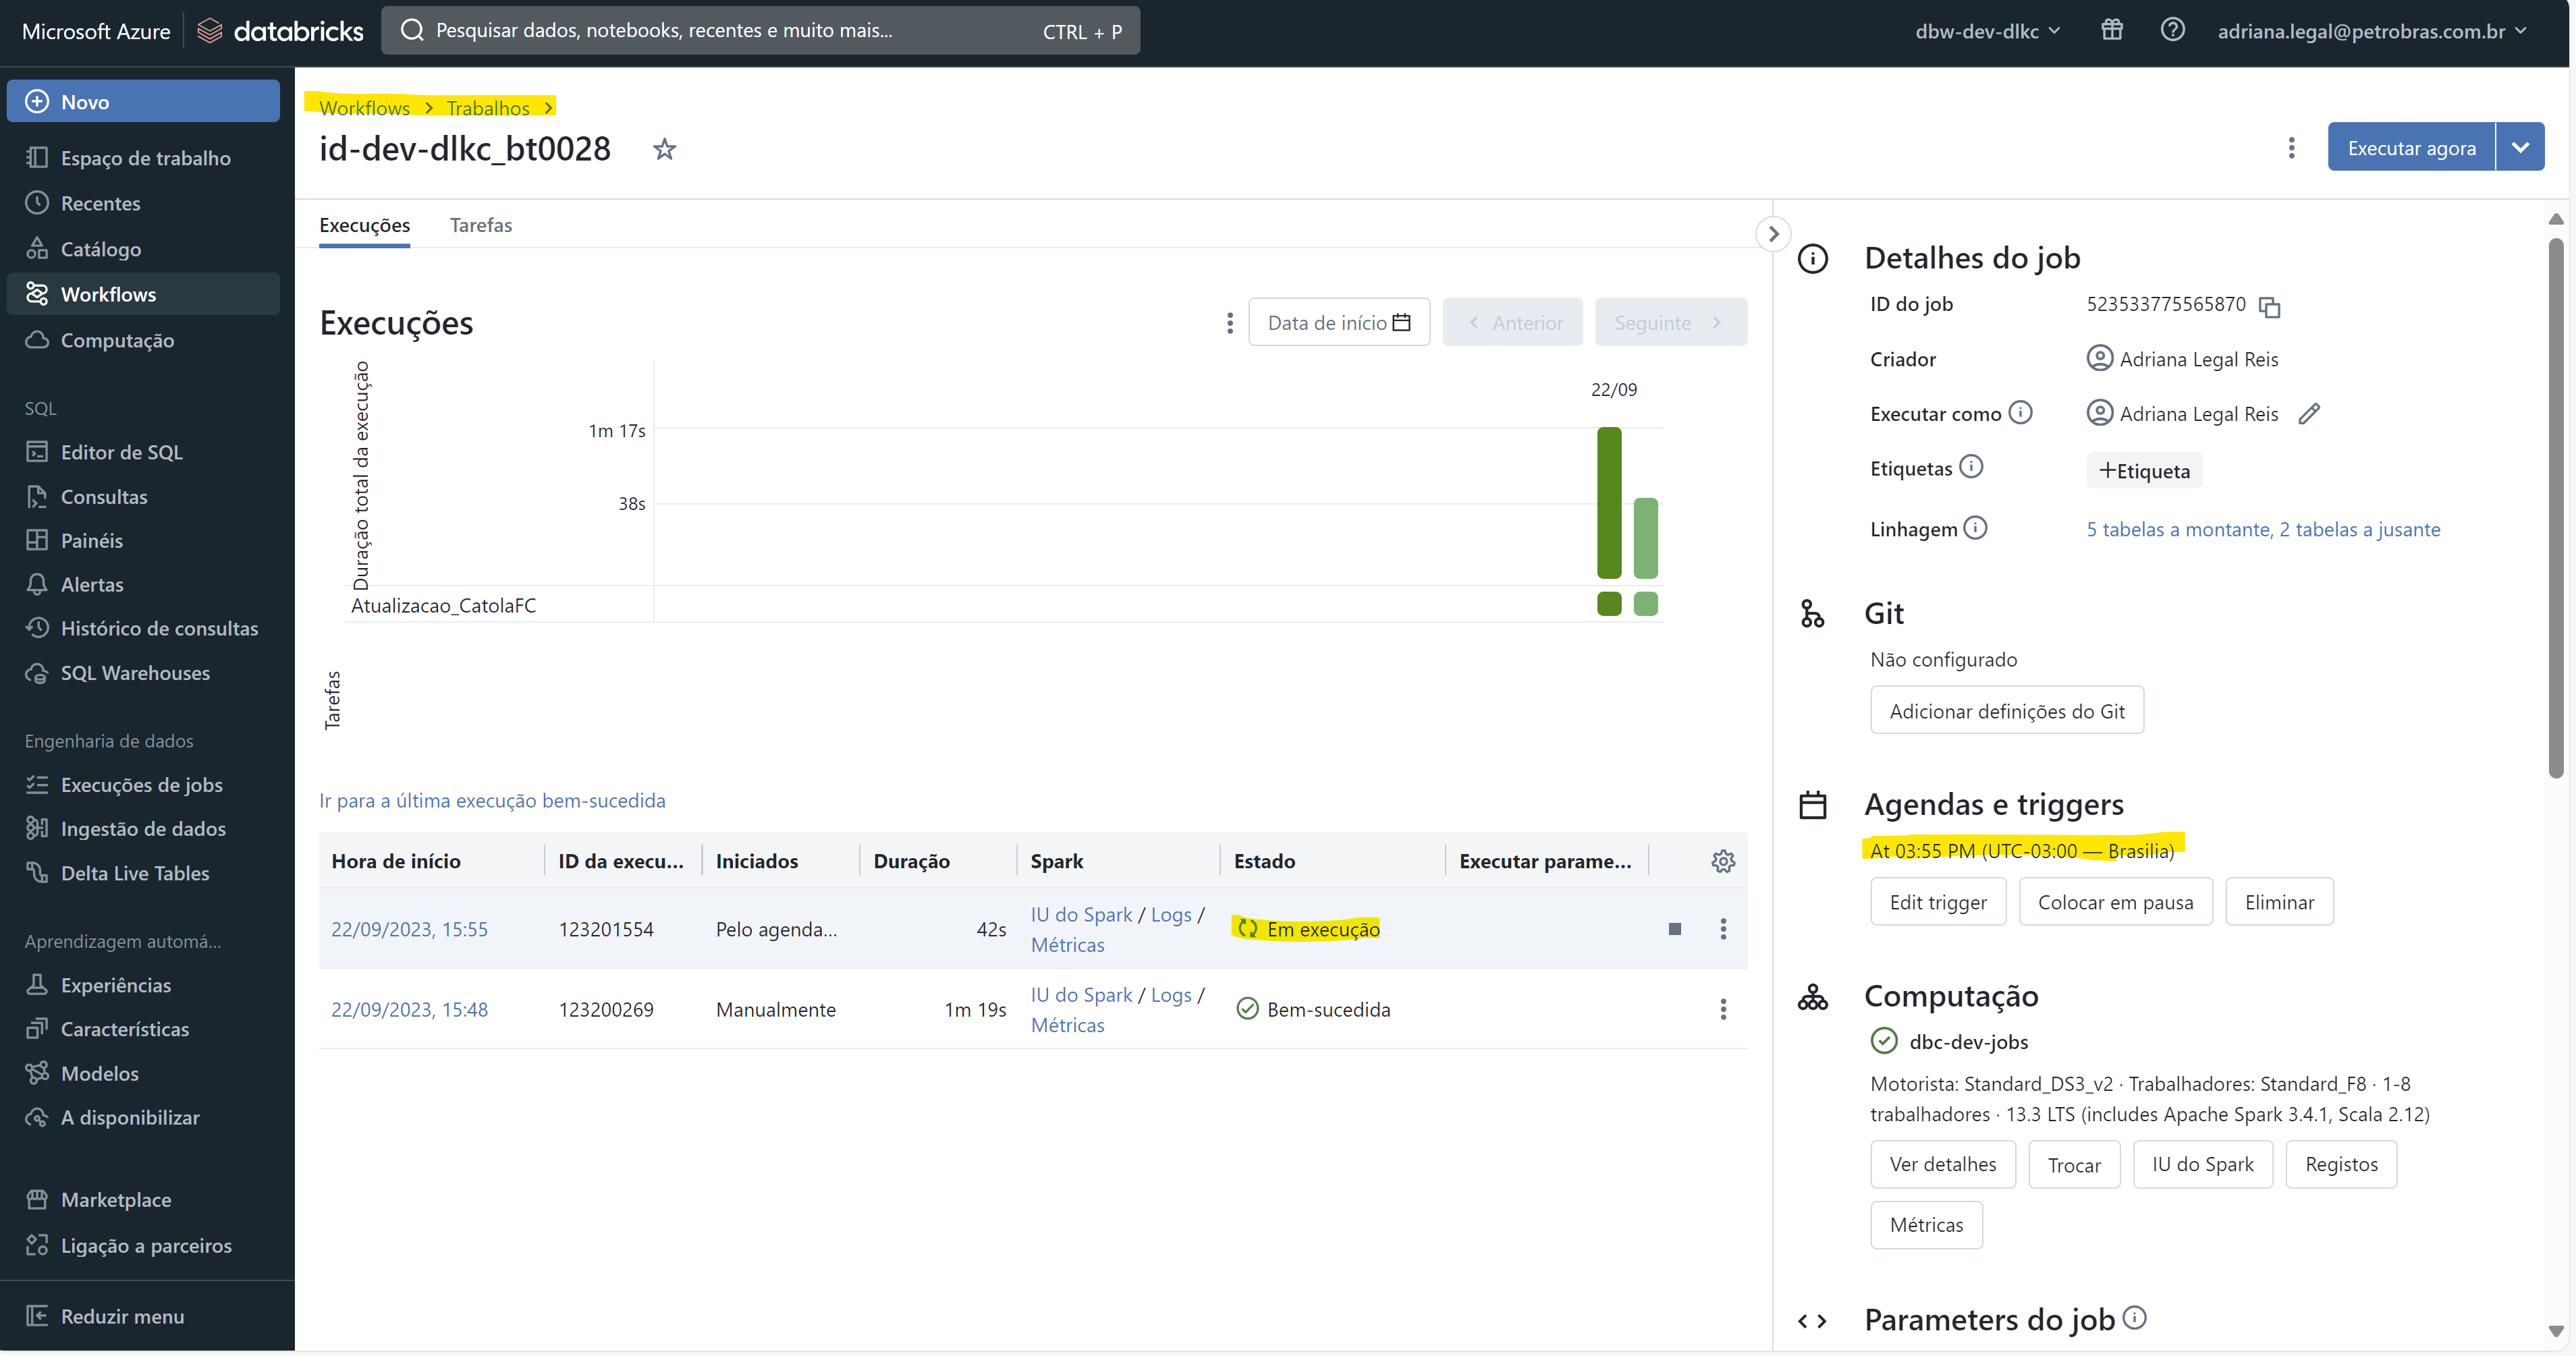 Microsoft Azure databricks Pesquisar dados, notebooks, recentes e muito mais... CTRL + P dbw-dev-dlkc adriana.legal@petrobras.com.br
Novo
Espaço de trabalho
Recentes
Catálogo
Workflows
Computação
SQL
Editor de SQL
Consultas
Painéis
Alertas
Histórico de consultas
SQL Warehouses
Engenharia de dados
Execuções de jobs
Ingestão de dados
Delta Live Tables
Aprendizagem automá...
Experiências
Características
Modelos
A disponibilizar
Marketplace
Ligação a parceiros
Reduzir menu
Workflows > Trabalhos >
id-dev-dlkc_bt0028
Executar agora
Execuções Tarefas
Execuções
Data de início Anterior Seguinte
Duração total da execução
22/09
1m 17s
38s
Atualizacao_CatolaFC
Tarefas
Ir para a última execução bem-sucedida
Hora de início ID da execu... Iniciados Duração Spark Estado Executar parame...
22/09/2023, 15:55 123201554 Pelo agenda... 42s IU do Spark / Logs / Em execução
Métricas
22/09/2023, 15:48 123200269 Manualmente 1m 19s IU do Spark / Logs / Bem-sucedida
Métricas
Detalhes do job
ID do job 523533775565870
Criador Adriana Legal Reis
Executar como Adriana Legal Reis
Etiquetas +Etiqueta
Linhagem 5 tabelas a montante, 2 tabelas a jusante
Git
Não configurado
Adicionar definições do Git
Agendas e triggers
At 03:55 PM (UTC-03:00 — Brasilia)
Edit trigger Colocar em pausa Eliminar
Computação
dbc-dev-jobs
Motorista: Standard_DS3_v2 · Trabalhadores: Standard_F8 · 1-8
trabalhadores · 13.3 LTS (includes Apache Spark 3.4.1, Scala 2.12)
Ver detalhes Trocar IU do Spark Registos
Métricas
Parameters do job